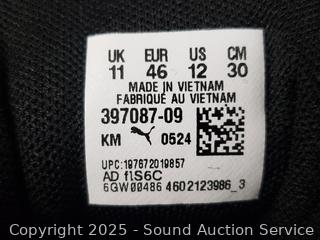 UK EUR US CM
11 46 12 30
MADE IN VIETNAM
FABRIQUÉ AU VIETNAM
397087-09
KM 0524
UPC:197672019857
AD f\S6C
6GW00486 4602123986_3
Copyright 2025 - Sound Auction Service